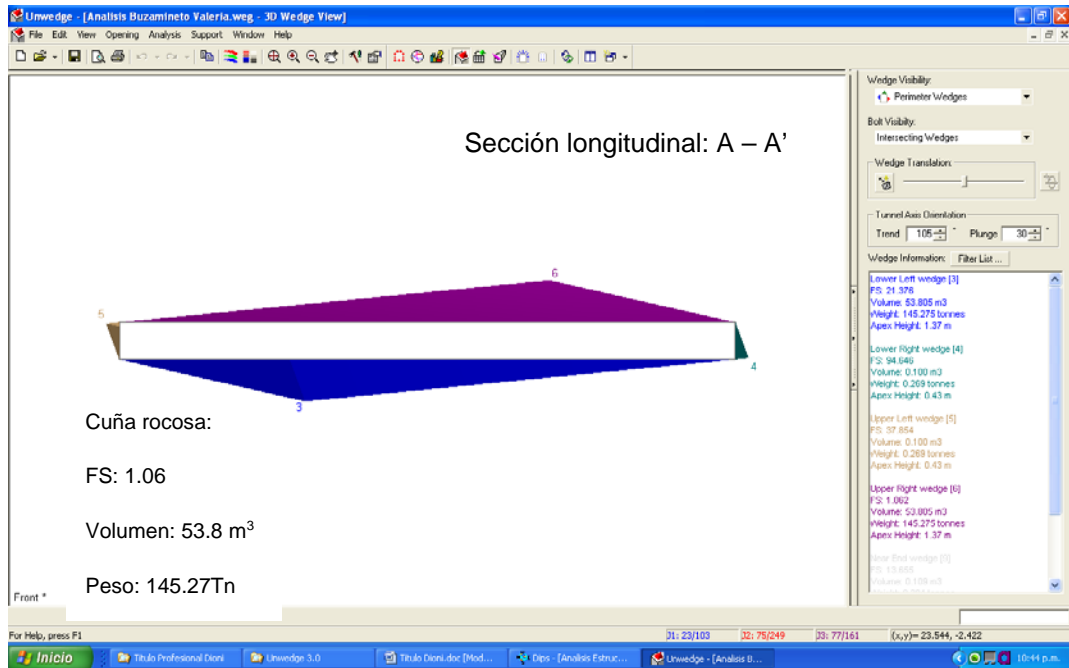 Unwedge - [Analisis Buzamineto Valeria.weg - 3D Wedge View]
File Edit View Opening Analysis Support Window Help
Sección longitudinal: A – A’
6
5
4
3
Cuña rocosa:
FS: 1.06
Volumen: 53.8 m3
Peso: 145.27Tn
Front *
Wedge Visibility:
Perimeter Wedges
Bolt Visibility:
Intersecting Wedges
Wedge Translation:
Tunnel Axis Orientation
Trend 105 ° Plunge 30 °
Wedge Information: Filter List ...
Lower Left wedge [3]
FS: 21.376
Volume: 53.805 m3
Weight: 145.275 tonnes
Apex Height: 1.37 m
Lower Right wedge [4]
FS: 94.646
Volume: 0.100 m3
Weight: 0.269 tonnes
Apex Height: 0.43 m
Upper Left wedge [5]
FS: 37.854
Volume: 0.100 m3
Weight: 0.269 tonnes
Apex Height: 0.43 m
Upper Right wedge [6]
FS: 1.062
Volume: 53.805 m3
Weight: 145.275 tonnes
Apex Height: 1.37 m
Near End wedge
Volume:
For Help, press F1
J1: 23/103 J2: 75/249 J3: 77/161 (x,y)= 23.544, -2.422
Inicio Titulo Profesional Dioni Unwedge 3.0 Titulo Dioni.doc [Mod... Dips - [Analisis Estruc... Unwedge - [Analisis B... 10:44 p.m.